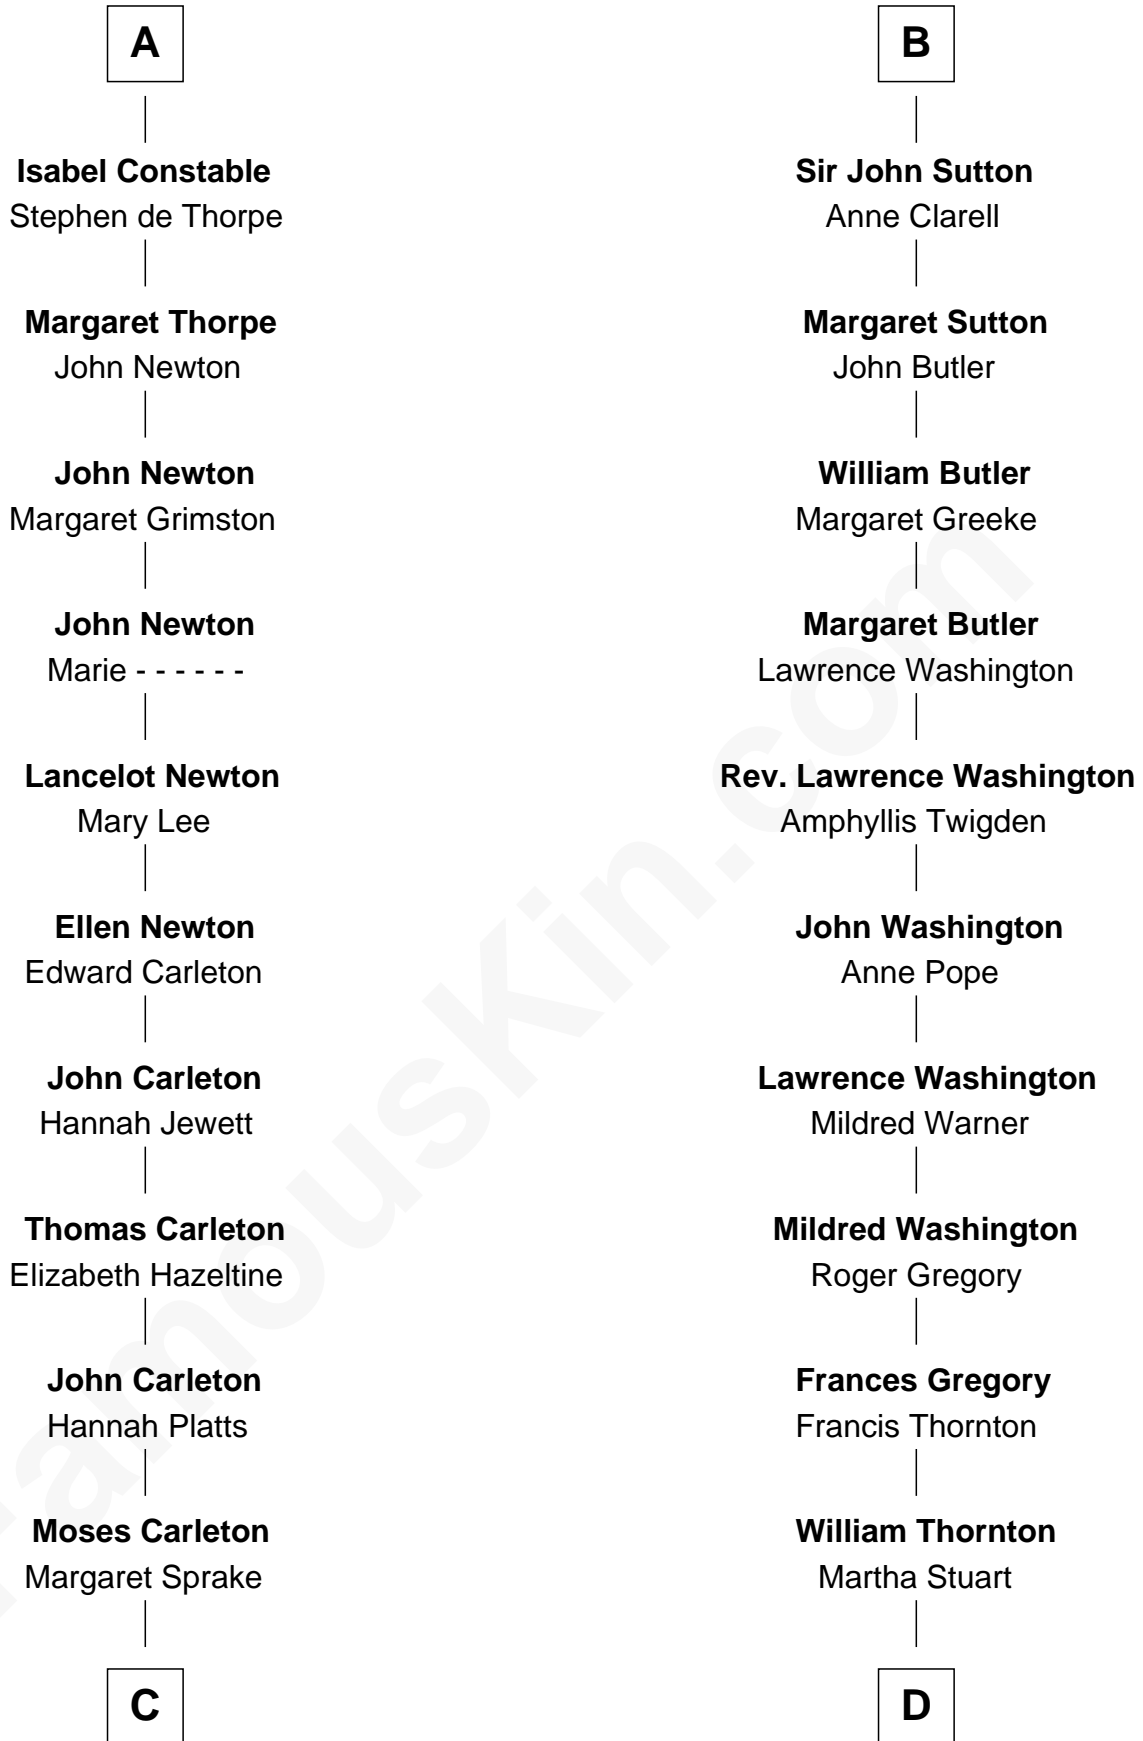 A
Isabel Constable
Stephen de Thorpe
Margaret Thorpe
John Newton
John Newton
Margaret Grimston
John Newton
Marie - - - - - -
Lancelot Newton
Mary Lee
Ellen Newton
Edward Carleton
John Carleton
Hannah Jewett
Thomas Carleton
Elizabeth Hazeltine
John Carleton
Hannah Platts
Moses Carleton
Margaret Sprake
C
B
Sir John Sutton
Anne Clarell
Margaret Sutton
John Butler
William Butler
Margaret Greeke
Margaret Butler
Lawrence Washington
Rev. Lawrence Washington
Amphyllis Twigden
John Washington
Anne Pope
Lawrence Washington
Mildred Warner
Mildred Washington
Roger Gregory
Frances Gregory
Francis Thornton
William Thornton
Martha Stuart
D
FamousKin.com